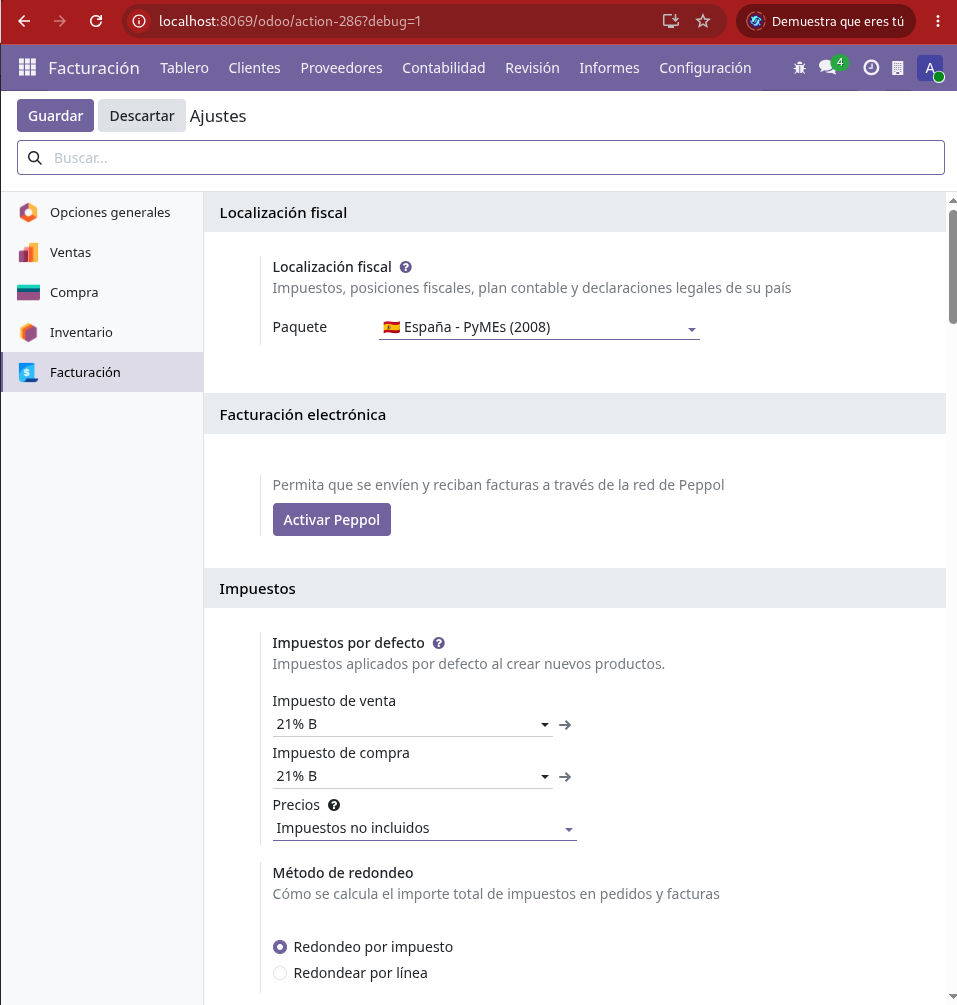 localhost:8069/odoo/action-286?debug=1
Demuestra que eres tú
Facturación Tablero Clientes Proveedores Contabilidad Revisión Informes Configuración 4 A
Guardar Descartar Ajustes
Buscar...
Opciones generales
Ventas
Compra
Inventario
Facturación
Localización fiscal
Localización fiscal ?
Impuestos, posiciones fiscales, plan contable y declaraciones legales de su país
Paquete 🇪🇸 España - PyMEs (2008)
Facturación electrónica
Permita que se envíen y reciban facturas a través de la red de Peppol
Activar Peppol
Impuestos
Impuestos por defecto ?
Impuestos aplicados por defecto al crear nuevos productos.
Impuesto de venta
21% B
Impuesto de compra
21% B
Precios ?
Impuestos no incluidos
Método de redondeo
Cómo se calcula el importe total de impuestos en pedidos y facturas
Redondeo por impuesto
Redondear por línea